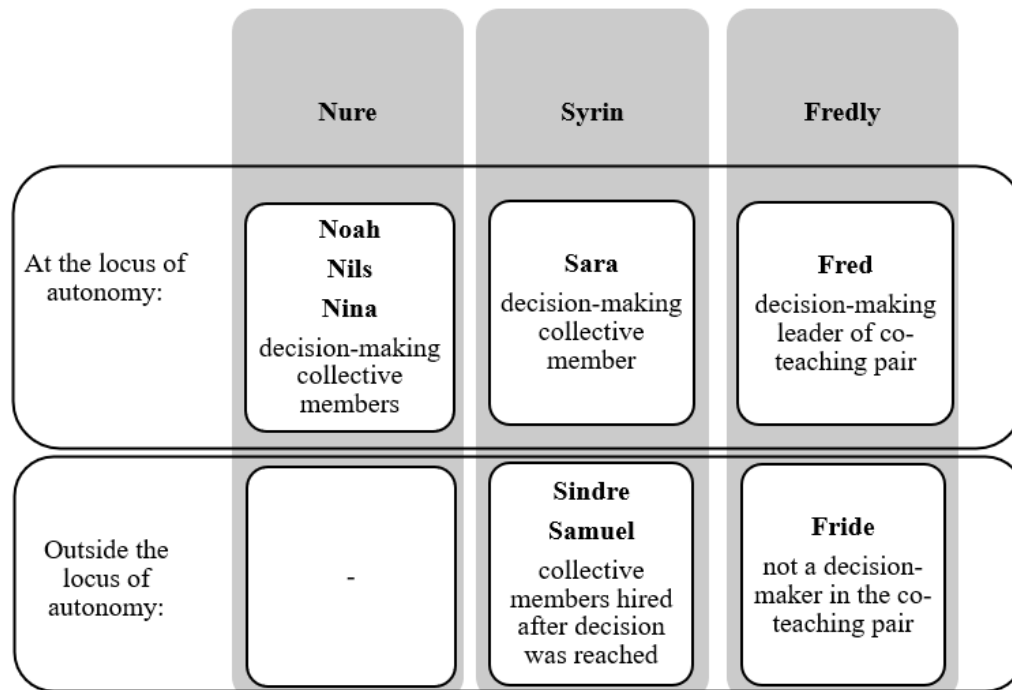 Nure
Syrin
Fredly
At the locus of
autonomy:
Noah
Nils
Nina
decision-making
collective
members
Sara
decision-making
collective
member
Fred
decision-making
leader of co-
teaching pair
Outside the
locus of
autonomy:
-
Sindre
Samuel
collective
members hired
after decision
was reached
Fride
not a decision-
maker in the co-
teaching pair